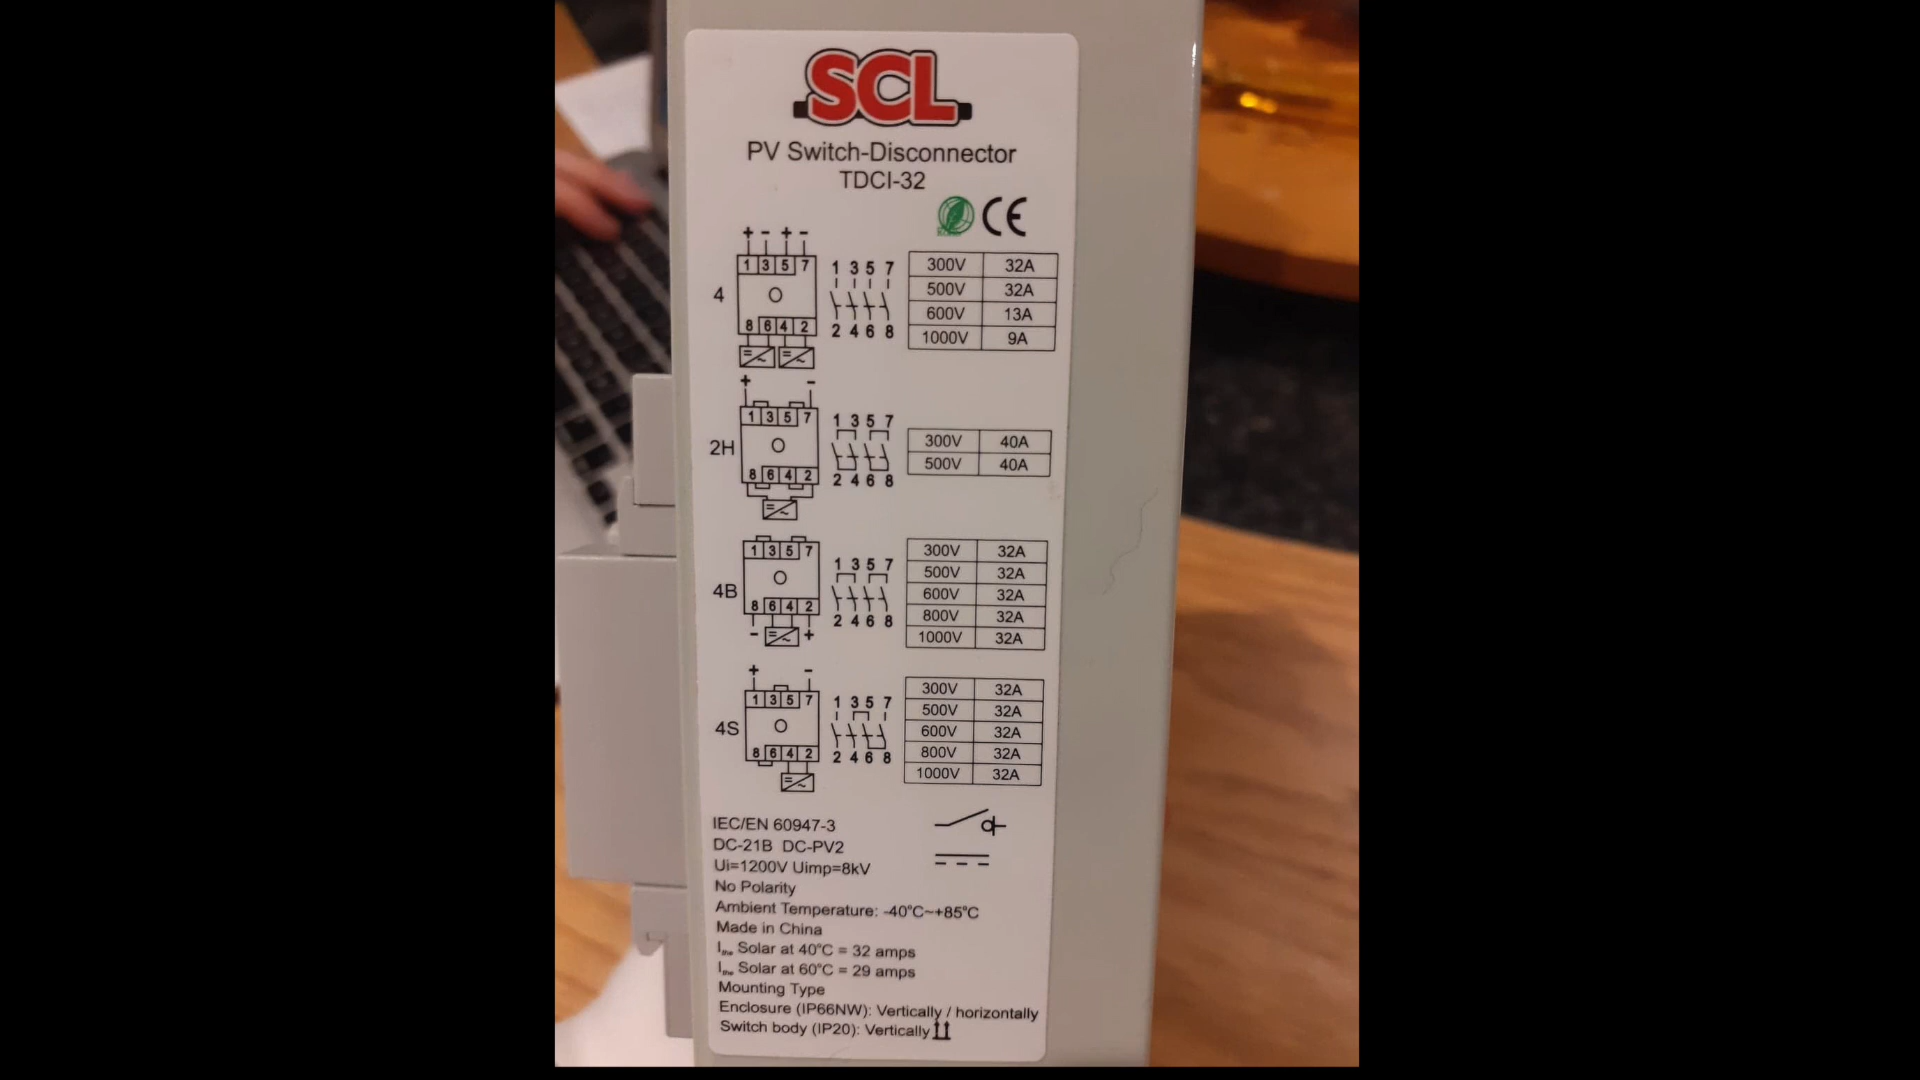 SCL
PV Switch-Disconnector
TDCI-32
CE
+ - + -
1 3 5 7
4
8 6 4 2
1 3 5 7
2 4 6 8
300V 32A
500V 32A
600V 13A
1000V 9A
+ -
1 3 5 7
2H
8 6 4 2
1 3 5 7
2 4 6 8
300V 40A
500V 40A
1 3 5 7
4B
8 6 4 2
- +
1 3 5 7
2 4 6 8
300V 32A
500V 32A
600V 32A
800V 32A
1000V 32A
+ -
1 3 5 7
4S
8 6 4 2
1 3 5 7
2 4 6 8
300V 32A
500V 32A
600V 32A
800V 32A
1000V 32A
IEC/EN 60947-3
DC-21B DC-PV2
Ui=1200V Uimp=8kV
No Polarity
Ambient Temperature: -40°C~+85°C
Made in China
Ithe Solar at 40°C = 32 amps
Ithe Solar at 60°C = 29 amps
Mounting Type
Enclosure (IP66NW): Vertically / horizontally
Switch body (IP20): Vertically